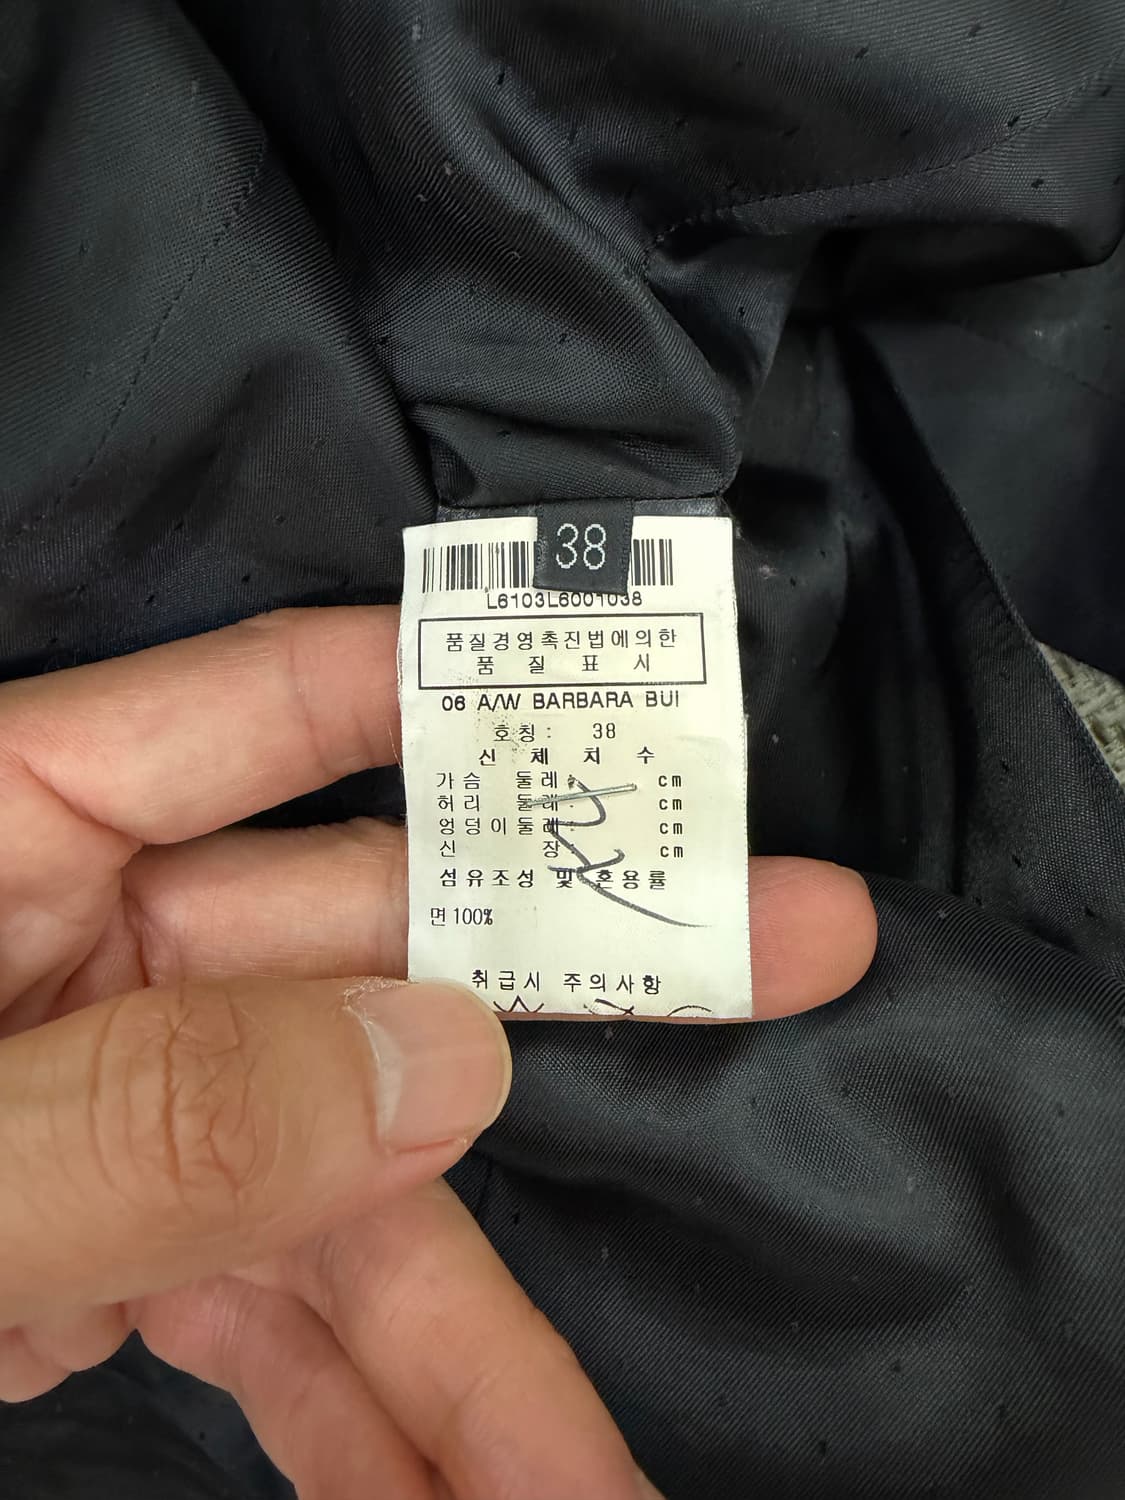 38
L6103L6001038
품질경영촉진법에의한
품 질 표 시
06 A/W BARBARA BUI
호칭: 38
신 체 치 수
가슴 둘레: cm
허리 둘레: cm
엉덩이둘레: cm
신 장: cm
섬유조성 및 혼용률
면 100%
취급시 주의사항